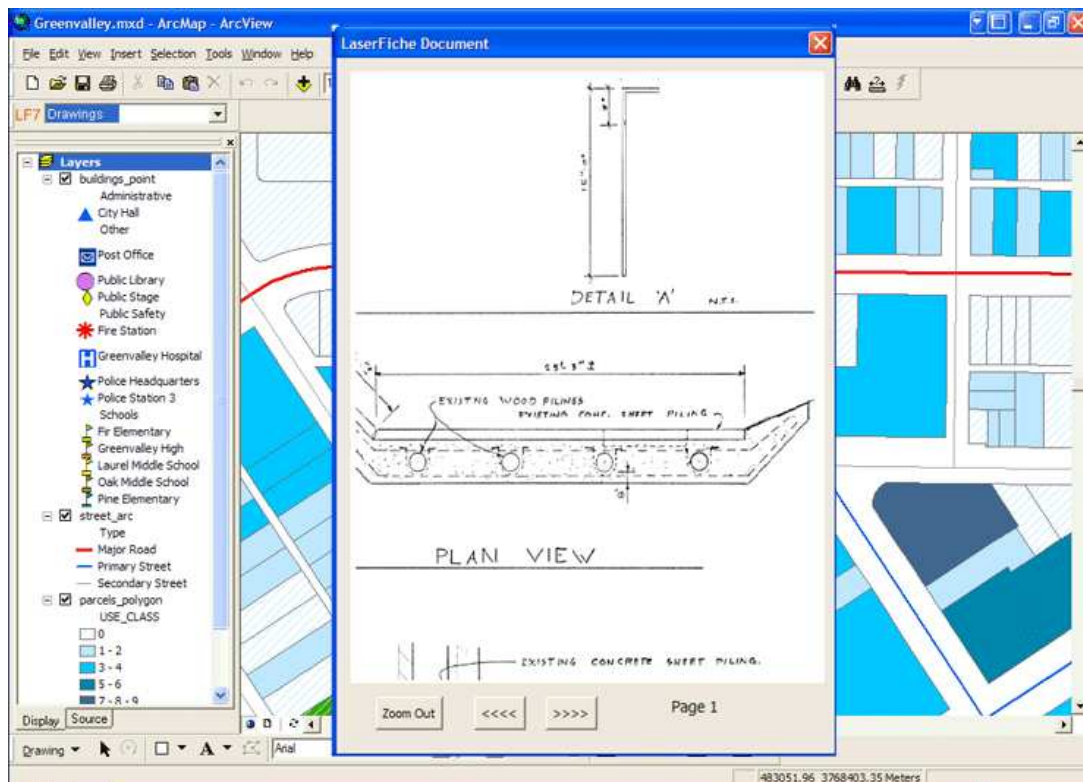 Greenvalley.mxd - ArcMap - ArcView
File Edit View Insert Selection Tools Window Help
LF7 Drawings
Layers
buildings_point
Administrative
City Hall
Other
Post Office
Public Library
Public Stage
Public Safety
Fire Station
Greenvalley Hospital
Police Headquarters
Police Station 3
Schools
Fir Elementary
Greenvalley High
Laurel Middle School
Oak Middle School
Pine Elementary
street_arc
Type
Major Road
Primary Street
Secondary Street
parcels_polygon
USE_CLASS
0
1 - 2
3 - 4
5 - 6
7 - 8 - 9
Display Source
Drawing
A
Arial
LaserFiche Document
DETAIL 'A' N.T.S.
EXISTNG WOOD PILINGS
EXISTING CONC. SHEET PILING
PLAN VIEW
EXISTING CONCRETE SHEET PILING.
Zoom Out
<<<<
>>>>
Page 1
483051.96 3768403.35 Meters